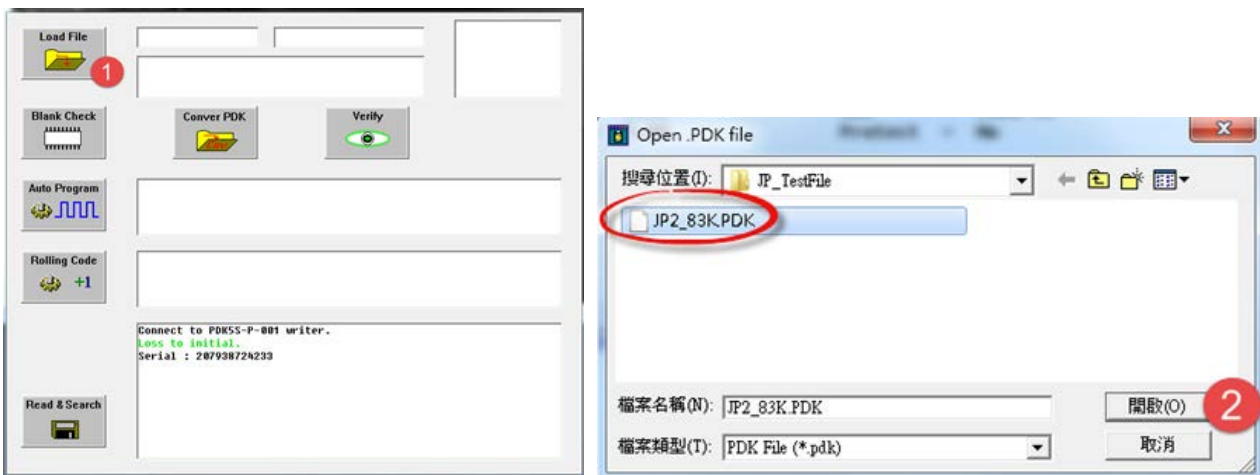 Load File
1
Blank Check
Conver PDK
Verify
Auto Program
Rolling Code
+1
Connect to PDK5S-P-001 writer.
Loss to initial.
Serial : 207938724233
Read & Search
Open .PDK file
搜尋位置(I):
JP_TestFile
JP2_83K.PDK
檔案名稱(N):
JP2_83K.PDK
開啟(O)
2
檔案類型(T):
PDK File (*.pdk)
取消